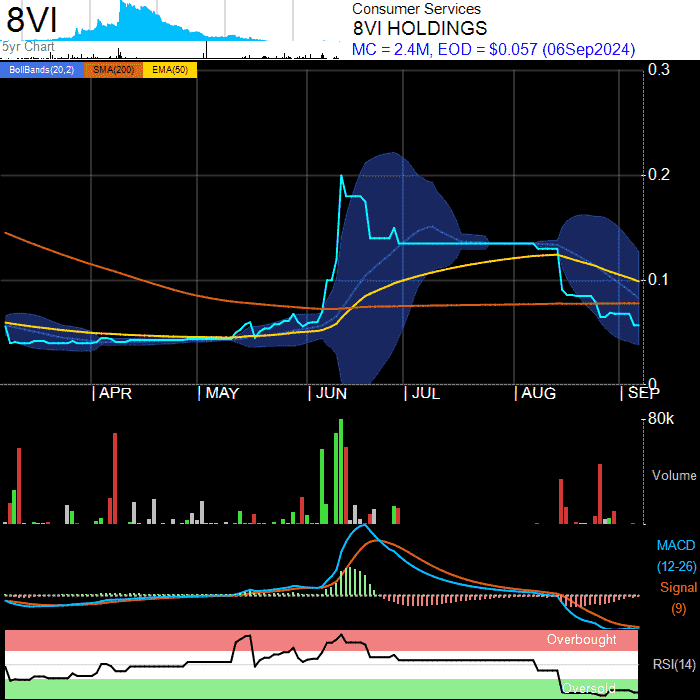 8VI
Consumer Services
8VI HOLDINGS
MC = 2.4M, EOD = $0.057 (06Sep2024)
5yr Chart
BollBands(20,2) SMA(200) EMA(50)
0.3
0.2
0.1
0
| APR | MAY | JUN | JUL | AUG | SEP
80k
Volume
MACD
(12-26)
Signal
(9)
Overbought
RSI(14)
Oversold